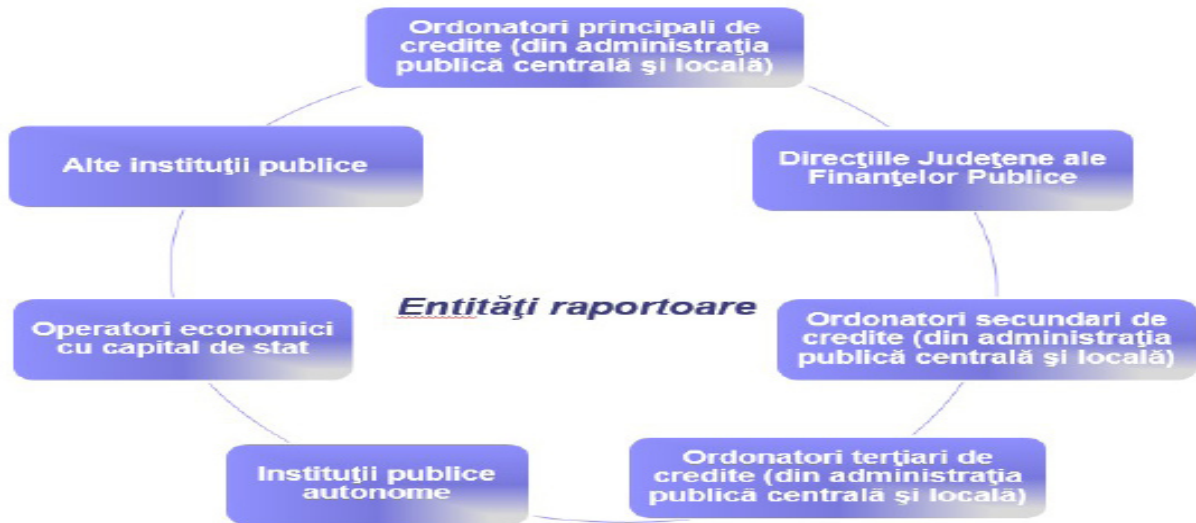 Ordonatori principali de
credite (din administraţia
publică centrală şi locală)
Alte instituţii publice
Direcţiile Judeţene ale
Finanţelor Publice
Entităţi raportoare
Operatori economici
cu capital de stat
Ordonatori secundari de
credite (din administraţia
publică centrală şi locală)
Instituţii publice
autonome
Ordonatori terţiari de
credite (din administraţia
publică centrală şi locală)